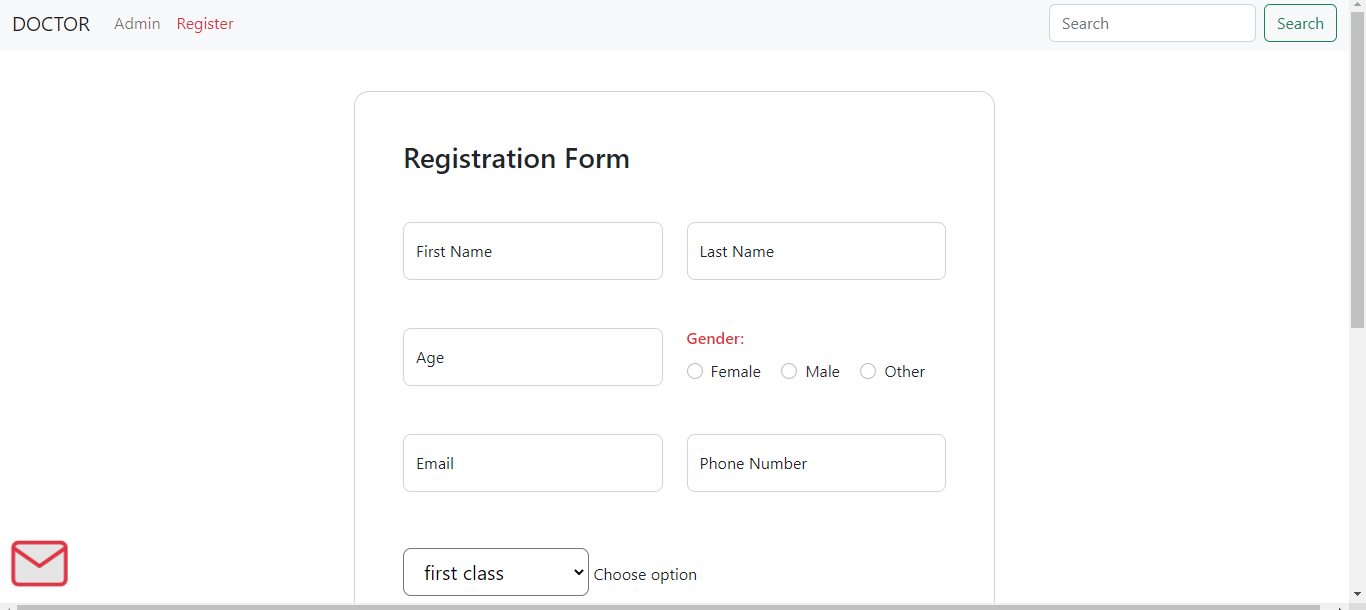 DOCTOR Admin Register Search Search
Registration Form
First Name Last Name
Gender:
Age
Female Male Other
Email Phone Number
first class Choose option